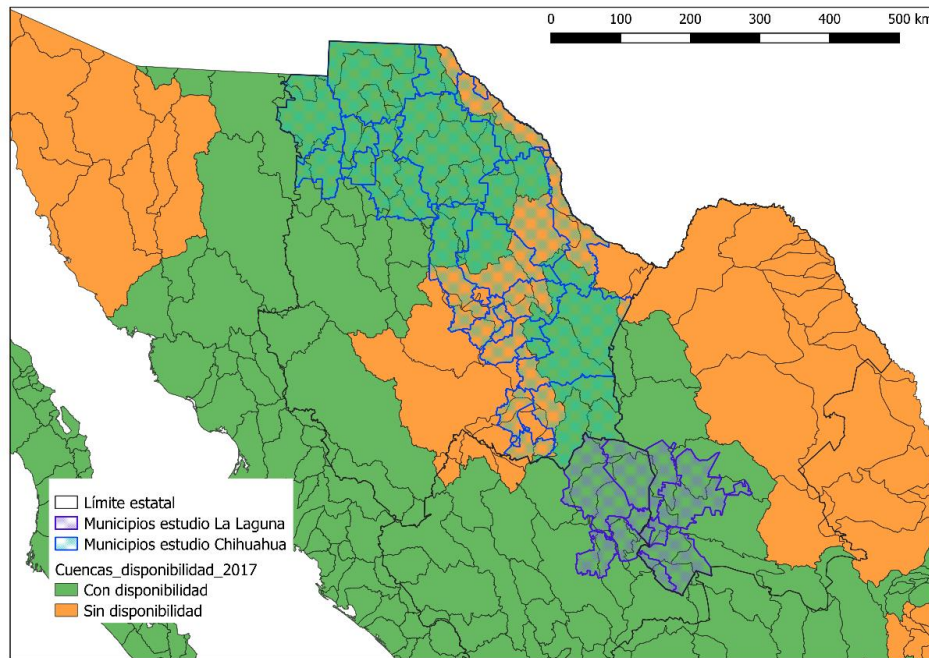 0 100 200 300 400 500 km
Límite estatal
Municipios estudio La Laguna
Municipios estudio Chihuahua
Cuencas_disponibilidad_2017
Con disponibilidad
Sin disponibilidad